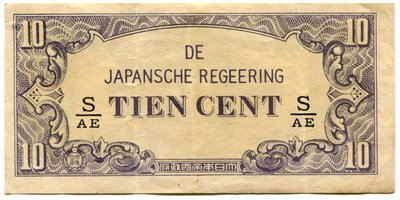 10 10
DE
JAPANSCHE REGEERING
TIEN CENT
S/AE S/AE
10 10